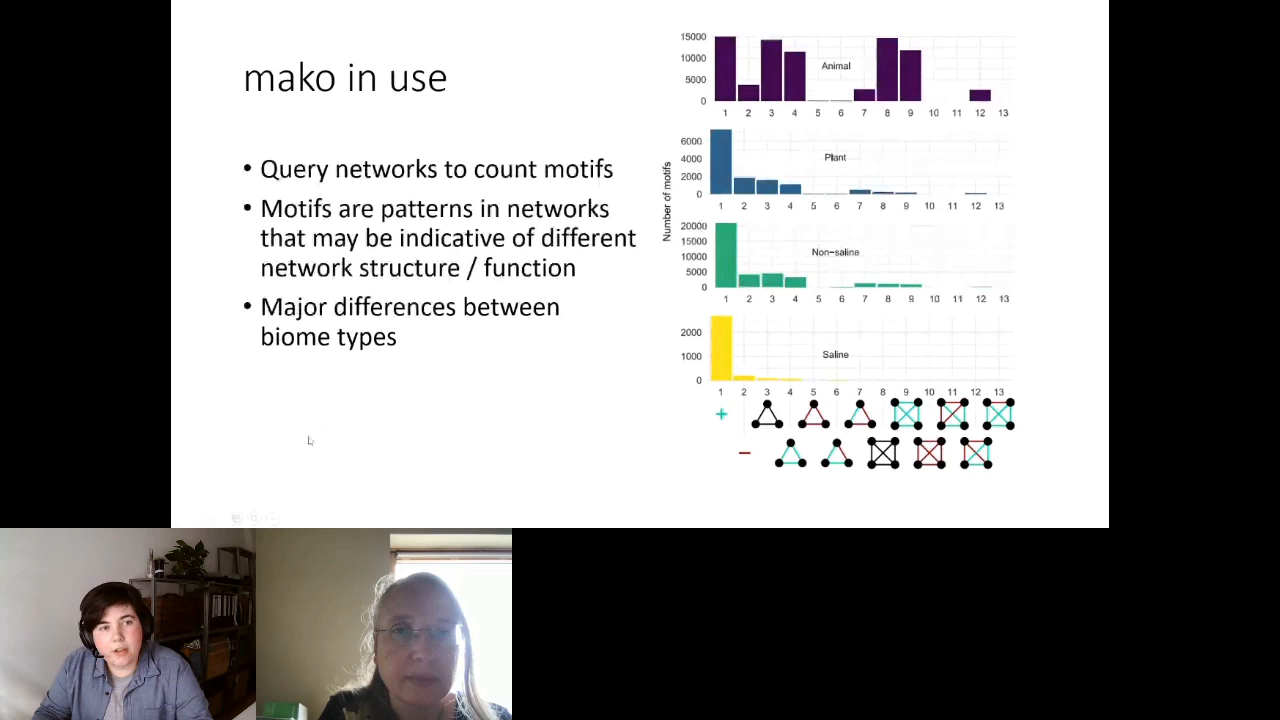 mako in use
• Query networks to count motifs
• Motifs are patterns in networks
that may be indicative of different
network structure / function
• Major differences between
biome types
Number of motifs
15000
10000
5000
0
Animal
1 2 3 4 5 6 7 8 9 10 11 12 13
6000
4000
2000
0
Plant
1 2 3 4 5 6 7 8 9 10 11 12 13
20000
15000
10000
5000
0
Non-saline
1 2 3 4 5 6 7 8 9 10 11 12 13
2000
1000
0
Saline
1 2 3 4 5 6 7 8 9 10 11 12 13
+
−